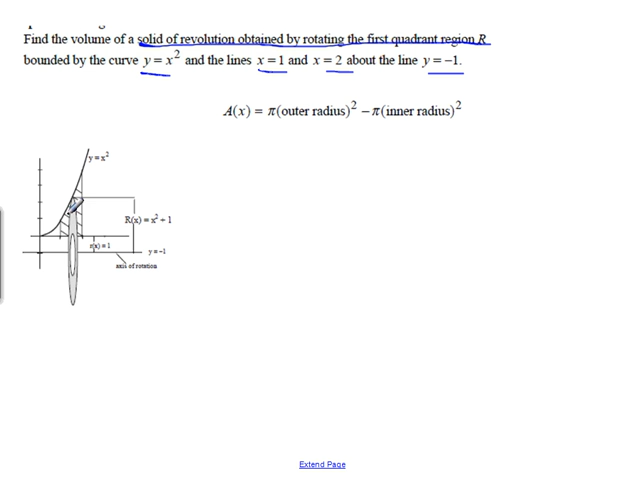 Find the volume of a solid of revolution obtained by rotating the first quadrant region R
bounded by the curve y = x² and the lines x = 1 and x = 2 about the line y = −1.
A(x) = π(outer radius)² − π(inner radius)²
y = x²
R(x) = x² + 1
r(x) = 1
y = −1
axis of rotation
Extend Page